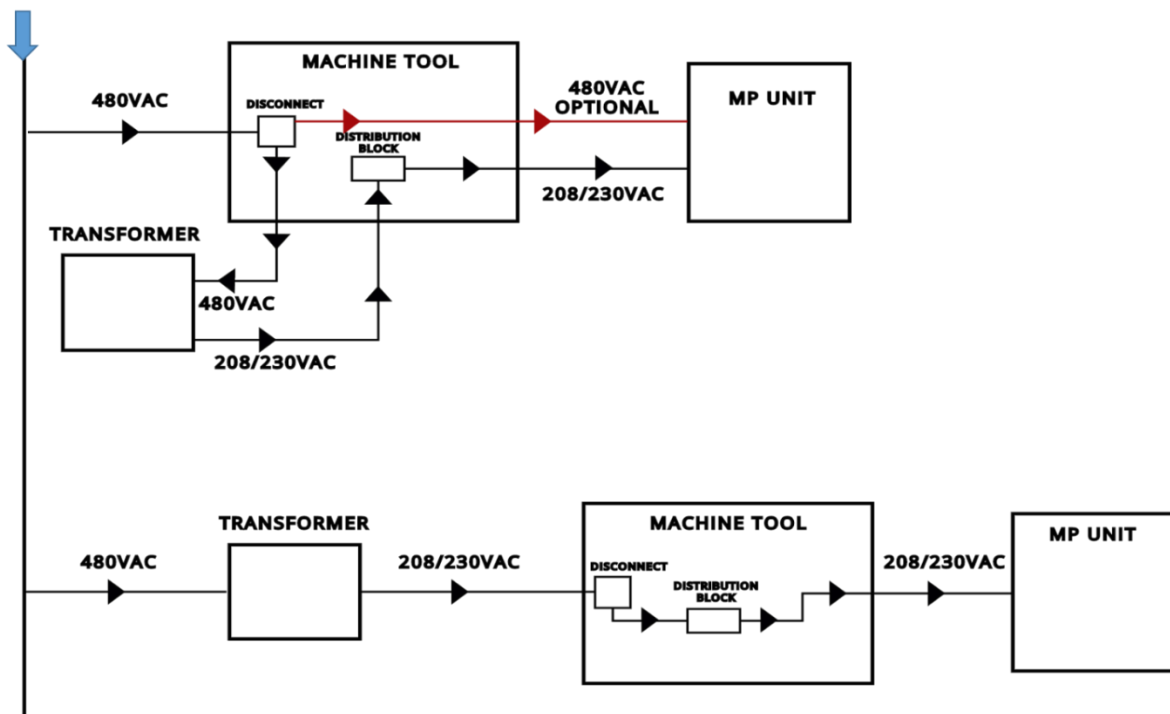 MACHINE TOOL
480VAC
OPTIONAL
MP UNIT
480VAC
DISCONNECT
DISTRIBUTION
BLOCK
208/230VAC
TRANSFORMER
480VAC
208/230VAC
TRANSFORMER
MACHINE TOOL
MP UNIT
480VAC
208/230VAC
DISCONNECT
DISTRIBUTION
BLOCK
208/230VAC